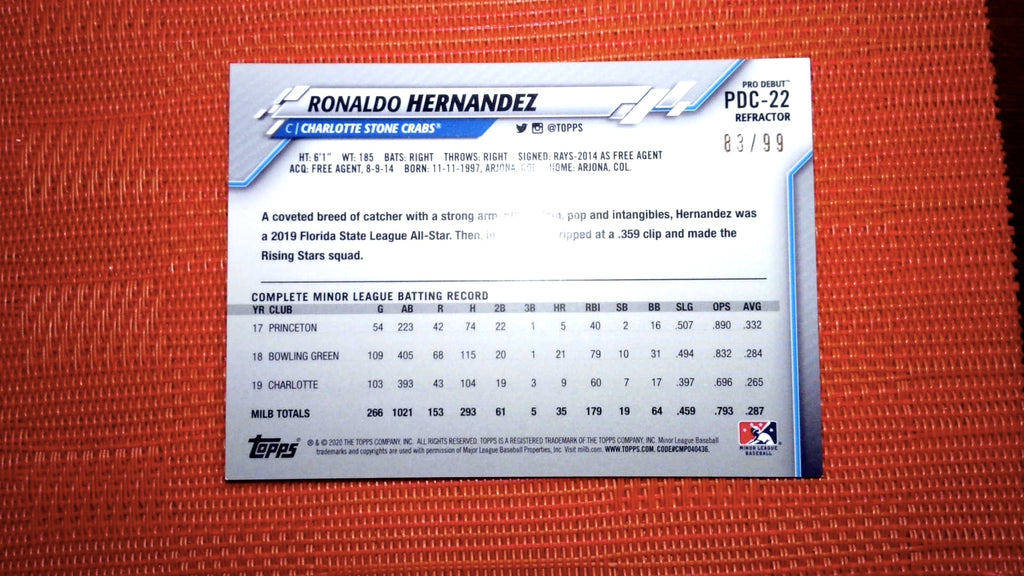 PRO DEBUT™
RONALDO HERNANDEZ
PDC-22
REFRACTOR
C | CHARLOTTE STONE CRABS®
@TOPPS
83/99
HT: 6'1" WT: 185 BATS: RIGHT THROWS: RIGHT SIGNED: RAYS-2014 AS FREE AGENT
ACQ: FREE AGENT, 8-9-14 BORN: 11-11-1997, ARJONA, COL. HOME: ARJONA, COL.
A coveted breed of catcher with a strong arm, pop and intangibles, Hernandez was
a 2019 Florida State League All-Star. Then, in ripped at a .359 clip and made the
Rising Stars squad.
COMPLETE MINOR LEAGUE BATTING RECORD
YR CLUB G AB R H 2B 3B HR RBI SB BB SLG OPS AVG
17 PRINCETON 54 223 42 74 22 1 5 40 2 16 .507 .890 .332
18 BOWLING GREEN 109 405 68 115 20 1 21 79 10 31 .494 .832 .284
19 CHARLOTTE 103 393 43 104 19 3 9 60 7 17 .397 .696 .265
MILB TOTALS 266 1021 153 293 61 5 35 179 19 64 .459 .793 .287
Topps®
® & © 2020 THE TOPPS COMPANY, INC. ALL RIGHTS RESERVED. TOPPS IS A REGISTERED TRADEMARK OF THE TOPPS COMPANY, INC. Minor League Baseball
trademarks and copyrights are used with permission of Major League Baseball Properties, Inc. Visit milb.com. WWW.TOPPS.COM. CODE#CMP040436.
MINOR LEAGUE
BASEBALL